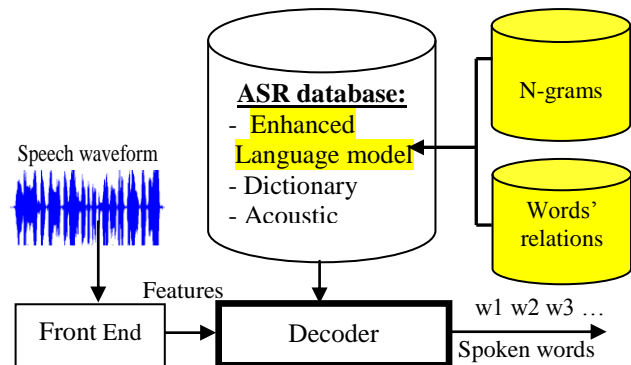 ASR database:
- Enhanced
Language model
- Dictionary
- Acoustic
N-grams
Words'
relations
Speech waveform
Features
Front End
Decoder
w1 w2 w3 …
Spoken words